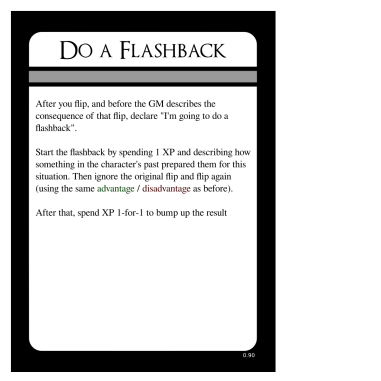 Do a Flashback
After you flip, and before the GM describes the
consequence of that flip, declare "I'm going to do a
flashback".
Start the flashback by spending 1 XP and describing how
something in the character's past prepared them for this
situation. Then ignore the original flip and flip again
(using the same advantage / disadvantage as before).
After that, spend XP 1-for-1 to bump up the result
0.90